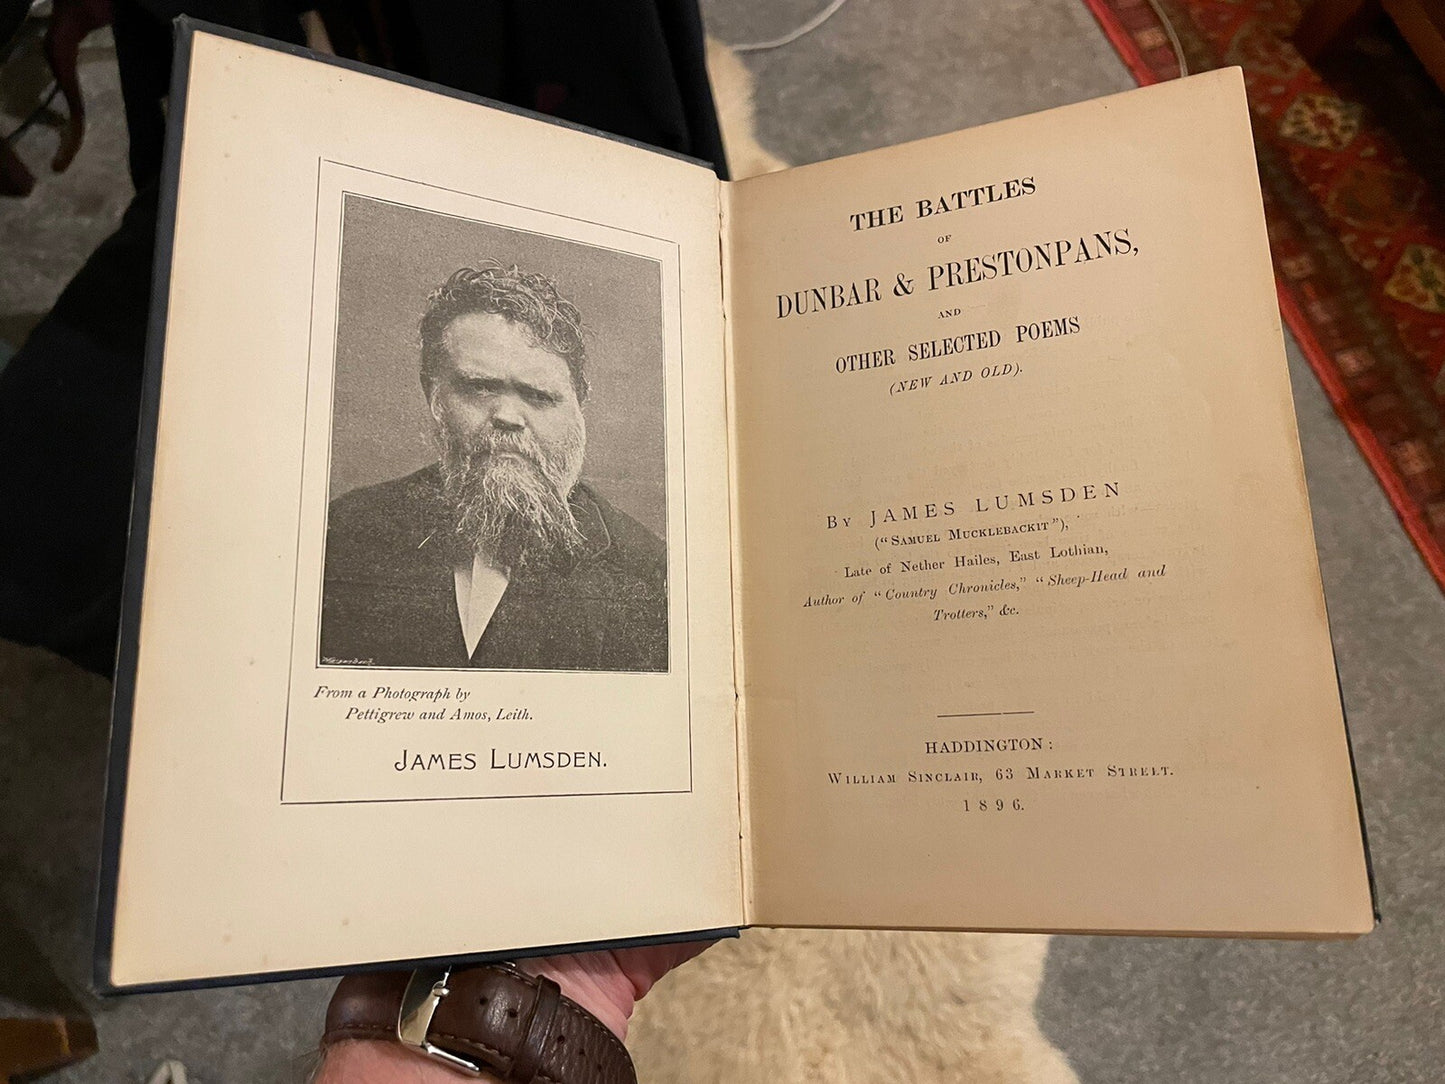 From a Photograph by
Pettigrew and Amos, Leith.
JAMES LUMSDEN.
THE BATTLES
OF
DUNBAR & PRESTONPANS,
AND
OTHER SELECTED POEMS
(NEW AND OLD).
BY JAMES LUMSDEN
("SAMUEL MUCKLEBACKIT"),
Late of Nether Hailes, East Lothian,
Author of "Country Chronicles," "Sheep-Head and
Trotters," &c.
HADDINGTON:
WILLIAM SINCLAIR, 63 MARKET STREET.
1896.